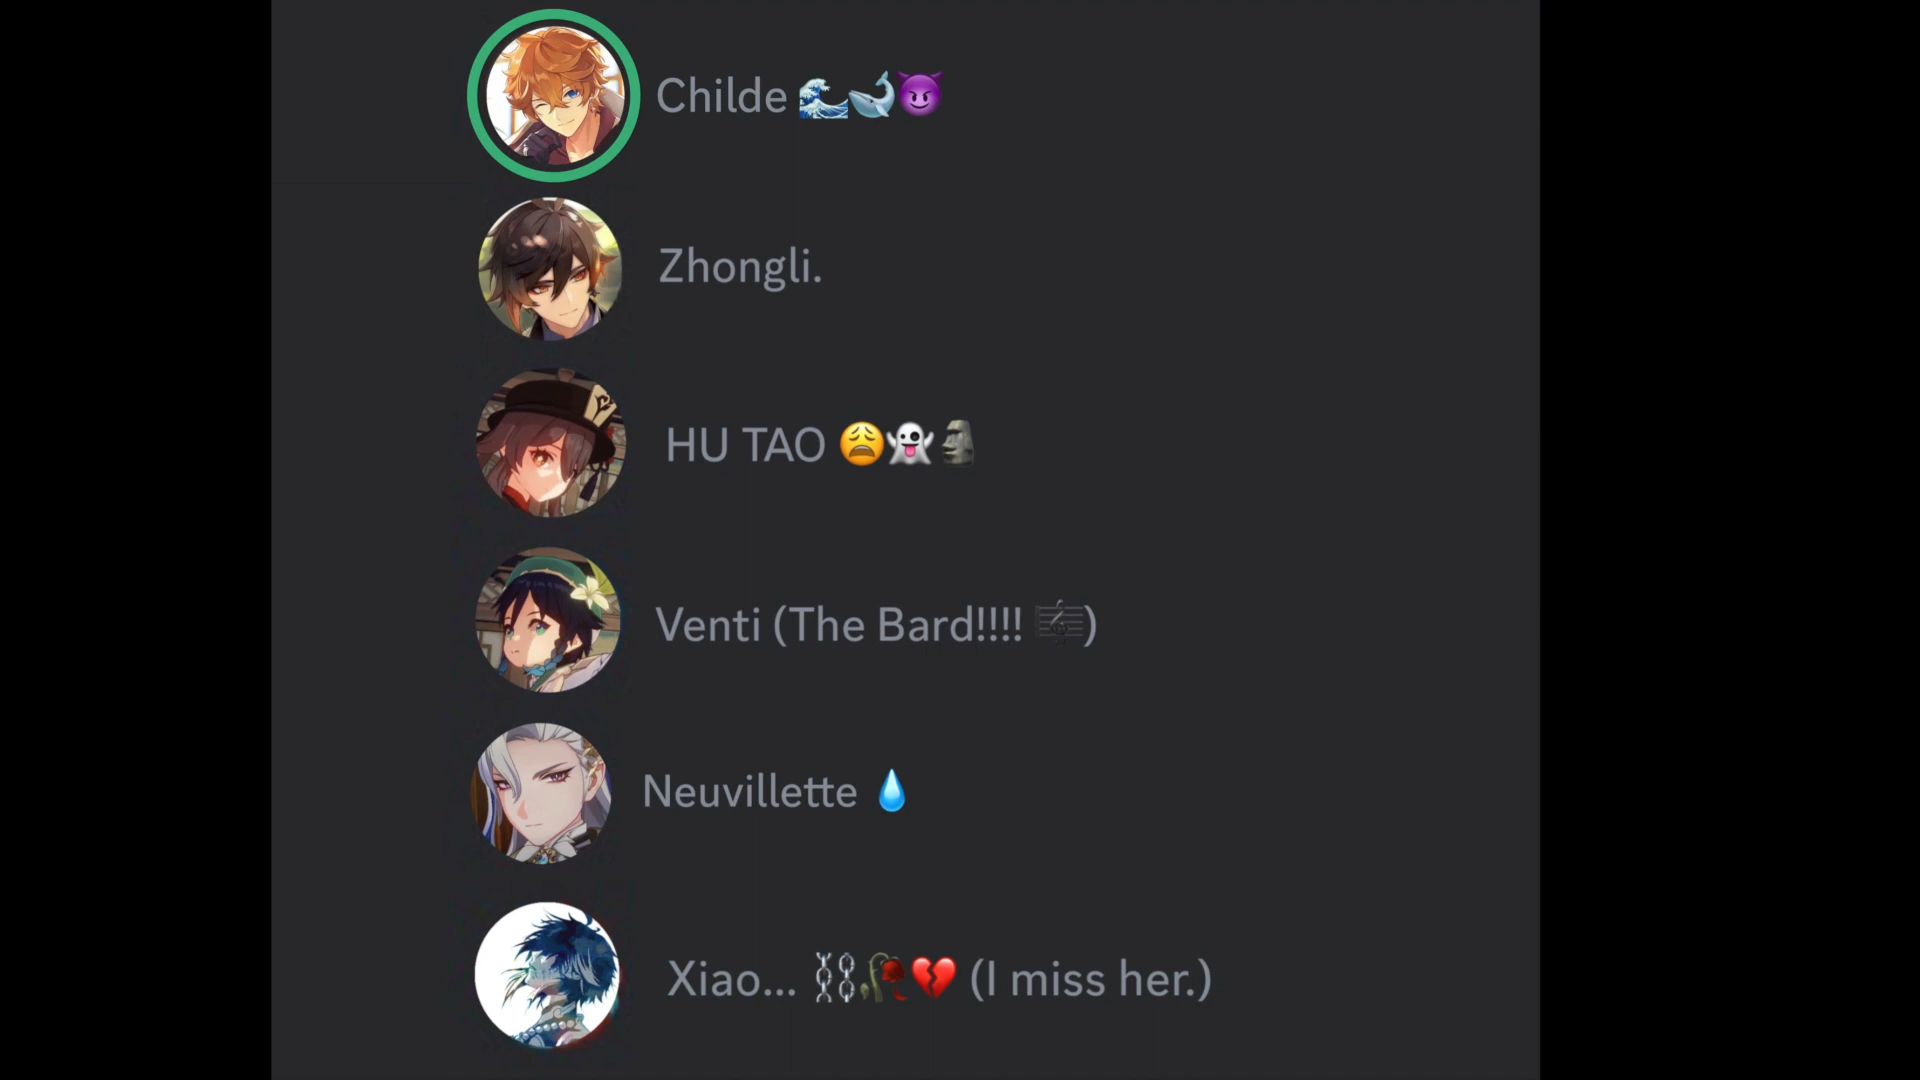 Childe 🌊🐳😈
Zhongli.
HU TAO 😩👻🗿
Venti (The Bard!!!! 🎼)
Neuvillette 💧
Xiao... ⛓️🥀💔 (I miss her.)